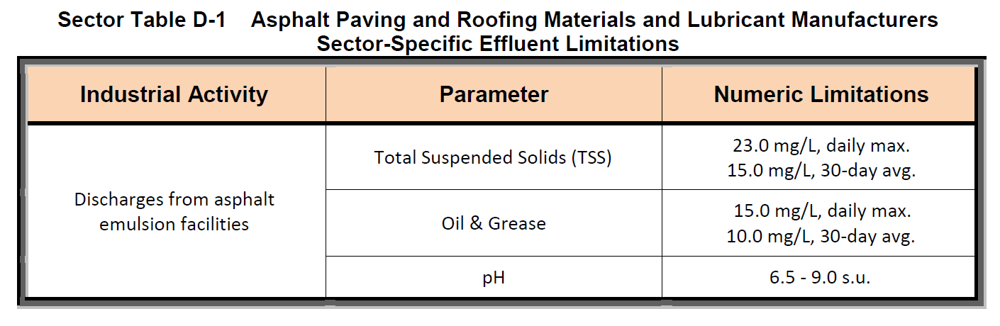 Sector Table D-1    Asphalt Paving and Roofing Materials and Lubricant Manufacturers
Sector-Specific Effluent Limitations
Industrial Activity
Parameter
Numeric Limitations
Discharges from asphalt
emulsion facilities
Total Suspended Solids (TSS)
23.0 mg/L, daily max.
15.0 mg/L, 30-day avg.
Oil & Grease
15.0 mg/L, daily max.
10.0 mg/L, 30-day avg.
pH
6.5 - 9.0 s.u.